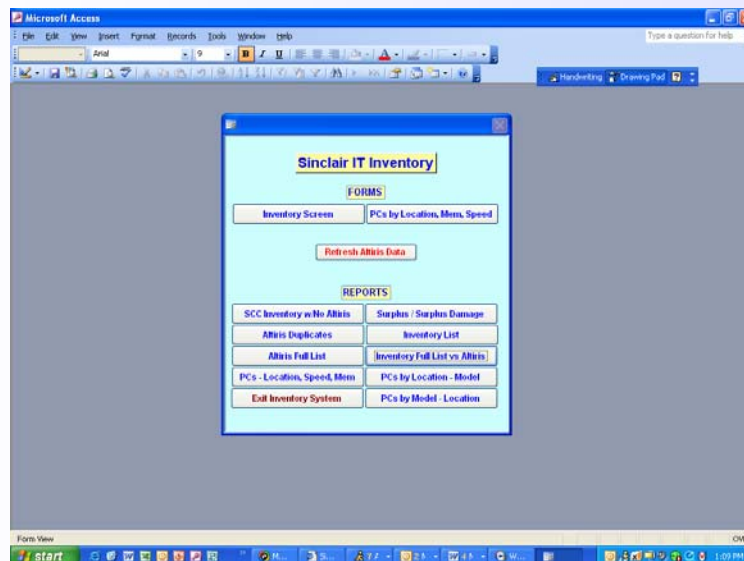 Microsoft Access
File Edit View Insert Format Records Tools Window Help
Type a question for help
Arial 9 B I U A
Handwriting Drawing Pad
Sinclair IT Inventory
FORMS
Inventory Screen PCs by Location, Mem, Speed
Refresh Altiris Data
REPORTS
SCC Inventory w/No Altiris Surplus / Surplus Damage
Altiris Duplicates Inventory List
Altiris Full List Inventory Full List vs Altiris
PCs - Location, Speed, Mem PCs by Location - Model
Exit Inventory System PCs by Model - Location
Form View
start 1:09 PM